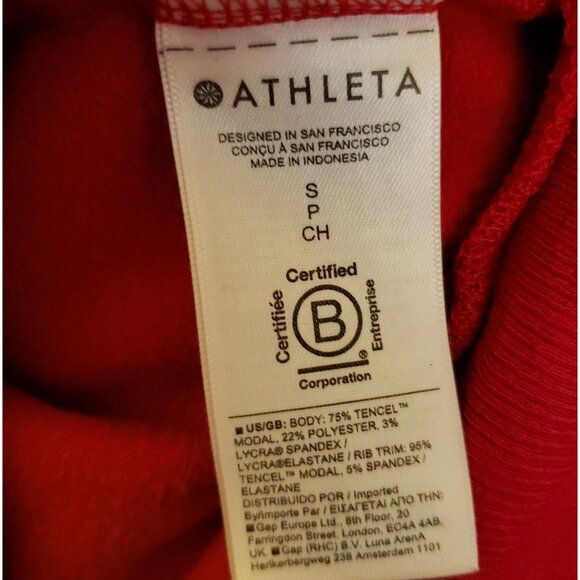 ATHLETA
DESIGNED IN SAN FRANCISCO
CONÇU À SAN FRANCISCO
MADE IN INDONESIA
S
P
CH
Certified
Certifiée
B
Entreprise
®
Corporation
■ US/GB: BODY: 75% TENCEL™
MODAL, 22% POLYESTER, 3%
LYCRA® SPANDEX /
LYCRA®ELASTANE / RIB TRIM: 95%
TENCEL™ MODAL, 5% SPANDEX /
ELASTANE
DISTRIBUIDO POR / Imported
By/Importe Par / ΕΙΣΑΓΕΤΑΙ ΑΠΟ ΤΗΝ:
■ Gap Europe Ltd., 8th Floor, 20
Farringdon Street, London, EC4A 4AB,
UK ■ Gap (RHC) B.V. Luna ArenA
Herikerbergweg 238 Amsterdam 1101